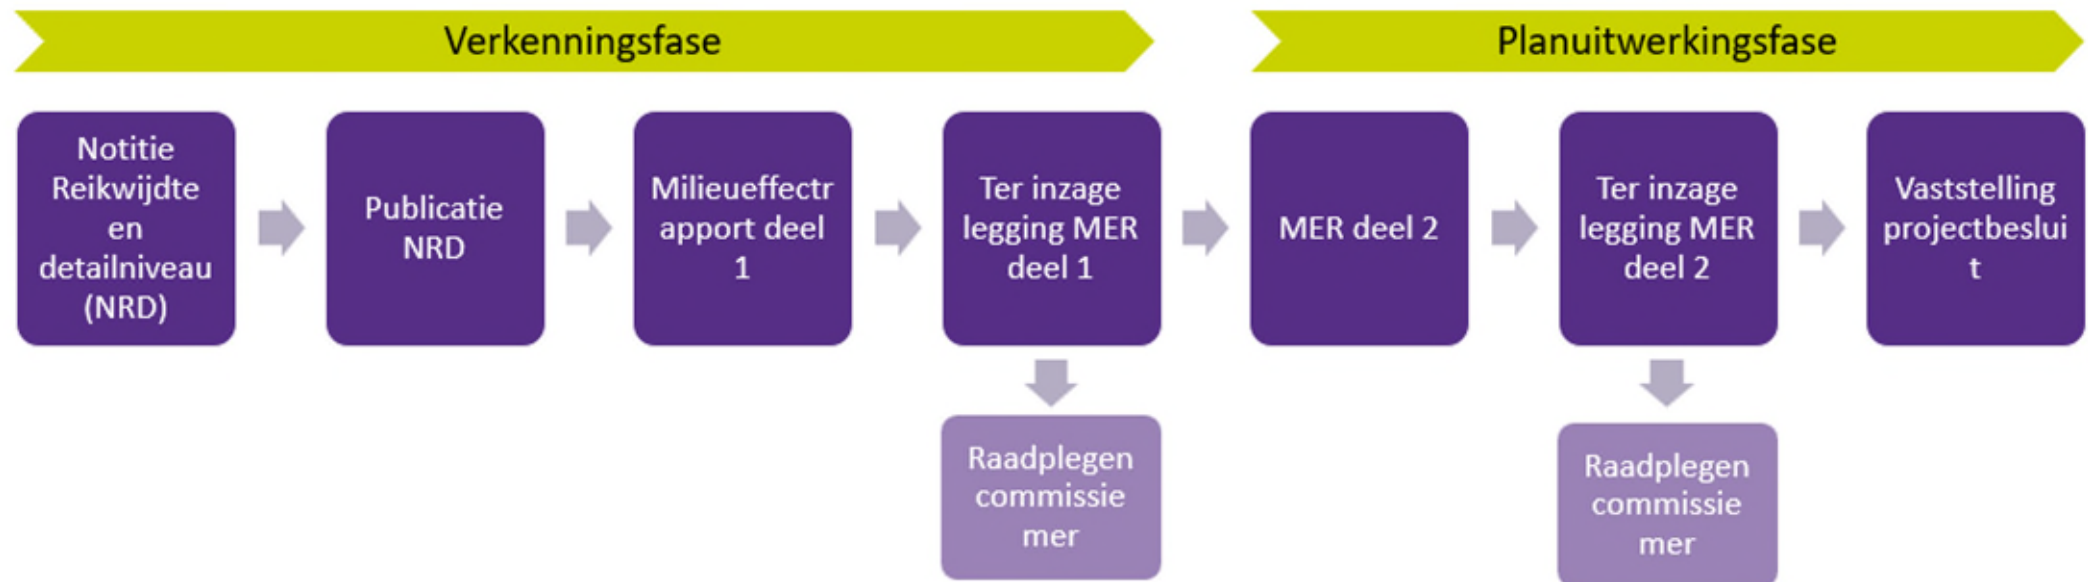 Verkenningsfase
Planuitwerkingsfase
Notitie
Reikwijdte
en
detailniveau
(NRD)
Publicatie
NRD
Milieueffectr
apport deel
1
Ter inzage
legging MER
deel 1
MER deel 2
Ter inzage
legging MER
deel 2
Vaststelling
projectbeslui
t
Raadplegen
commissie
mer
Raadplegen
commissie
mer